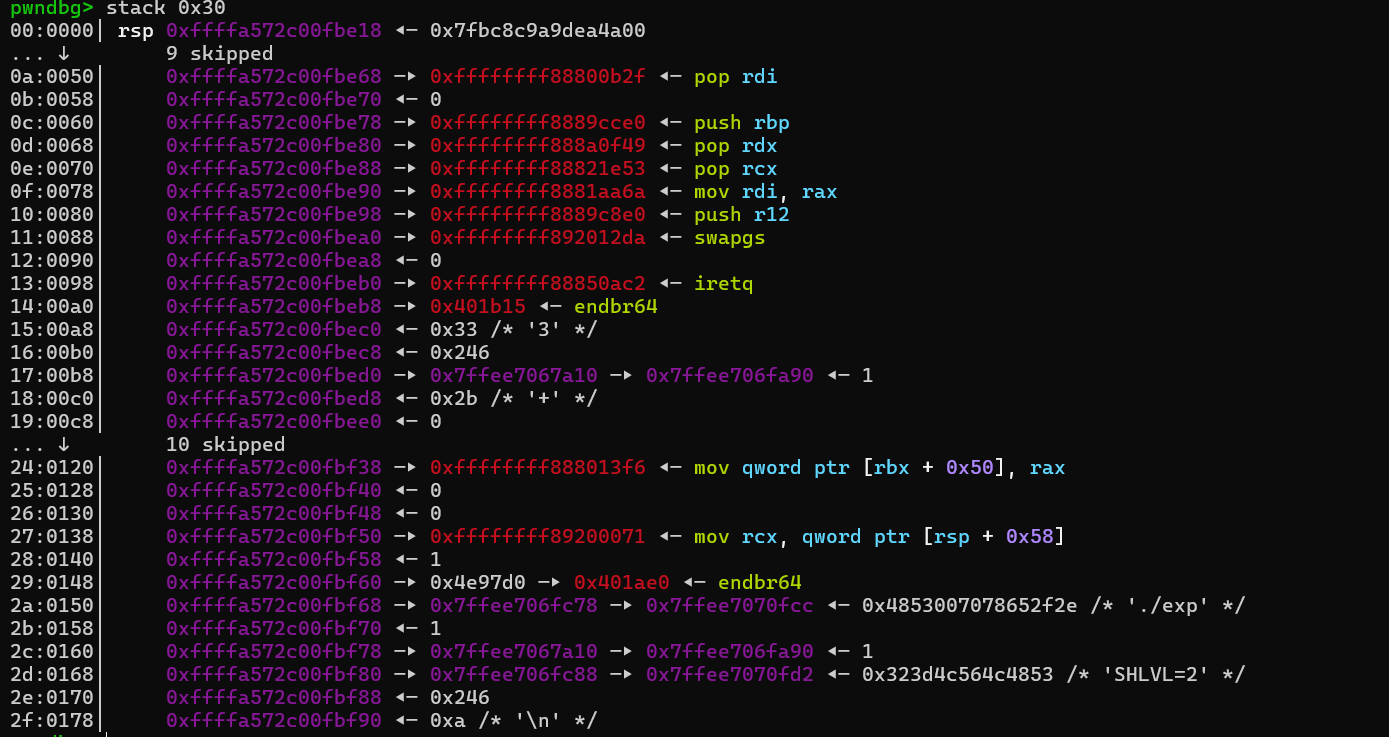 pwndbg> stack 0x30
00:0000│ rsp 0xffffa572c00fbe18 ◂— 0x7fbc8c9a9dea4a00
... ↓        9 skipped
0a:0050│     0xffffa572c00fbe68 —▸ 0xffffffff88800b2f ◂— pop rdi
0b:0058│     0xffffa572c00fbe70 ◂— 0
0c:0060│     0xffffa572c00fbe78 —▸ 0xffffffff8889cce0 ◂— push rbp
0d:0068│     0xffffa572c00fbe80 —▸ 0xffffffff888a0f49 ◂— pop rdx
0e:0070│     0xffffa572c00fbe88 —▸ 0xffffffff88821e53 ◂— pop rcx
0f:0078│     0xffffa572c00fbe90 —▸ 0xffffffff8881aa6a ◂— mov rdi, rax
10:0080│     0xffffa572c00fbe98 —▸ 0xffffffff8889c8e0 ◂— push r12
11:0088│     0xffffa572c00fbea0 —▸ 0xffffffff892012da ◂— swapgs
12:0090│     0xffffa572c00fbea8 ◂— 0
13:0098│     0xffffa572c00fbeb0 —▸ 0xffffffff88850ac2 ◂— iretq
14:00a0│     0xffffa572c00fbeb8 —▸ 0x401b15 ◂— endbr64
15:00a8│     0xffffa572c00fbec0 ◂— 0x33 /* '3' */
16:00b0│     0xffffa572c00fbec8 ◂— 0x246
17:00b8│     0xffffa572c00fbed0 —▸ 0x7ffee7067a10 —▸ 0x7ffee706fa90 ◂— 1
18:00c0│     0xffffa572c00fbed8 ◂— 0x2b /* '+' */
19:00c8│     0xffffa572c00fbee0 ◂— 0
... ↓        10 skipped
24:0120│     0xffffa572c00fbf38 —▸ 0xffffffff888013f6 ◂— mov qword ptr [rbx + 0x50], rax
25:0128│     0xffffa572c00fbf40 ◂— 0
26:0130│     0xffffa572c00fbf48 ◂— 0
27:0138│     0xffffa572c00fbf50 —▸ 0xffffffff89200071 ◂— mov rcx, qword ptr [rsp + 0x58]
28:0140│     0xffffa572c00fbf58 ◂— 1
29:0148│     0xffffa572c00fbf60 —▸ 0x4e97d0 —▸ 0x401ae0 ◂— endbr64
2a:0150│     0xffffa572c00fbf68 —▸ 0x7ffee706fc78 —▸ 0x7ffee7070fcc ◂— 0x4853007078652f2e /* './exp' */
2b:0158│     0xffffa572c00fbf70 ◂— 1
2c:0160│     0xffffa572c00fbf78 —▸ 0x7ffee7067a10 —▸ 0x7ffee706fa90 ◂— 1
2d:0168│     0xffffa572c00fbf80 —▸ 0x7ffee706fc88 —▸ 0x7ffee7070fd2 ◂— 0x323d4c564c4853 /* 'SHLVL=2' */
2e:0170│     0xffffa572c00fbf88 ◂— 0x246
2f:0178│     0xffffa572c00fbf90 ◂— 0xa /* '\n' */